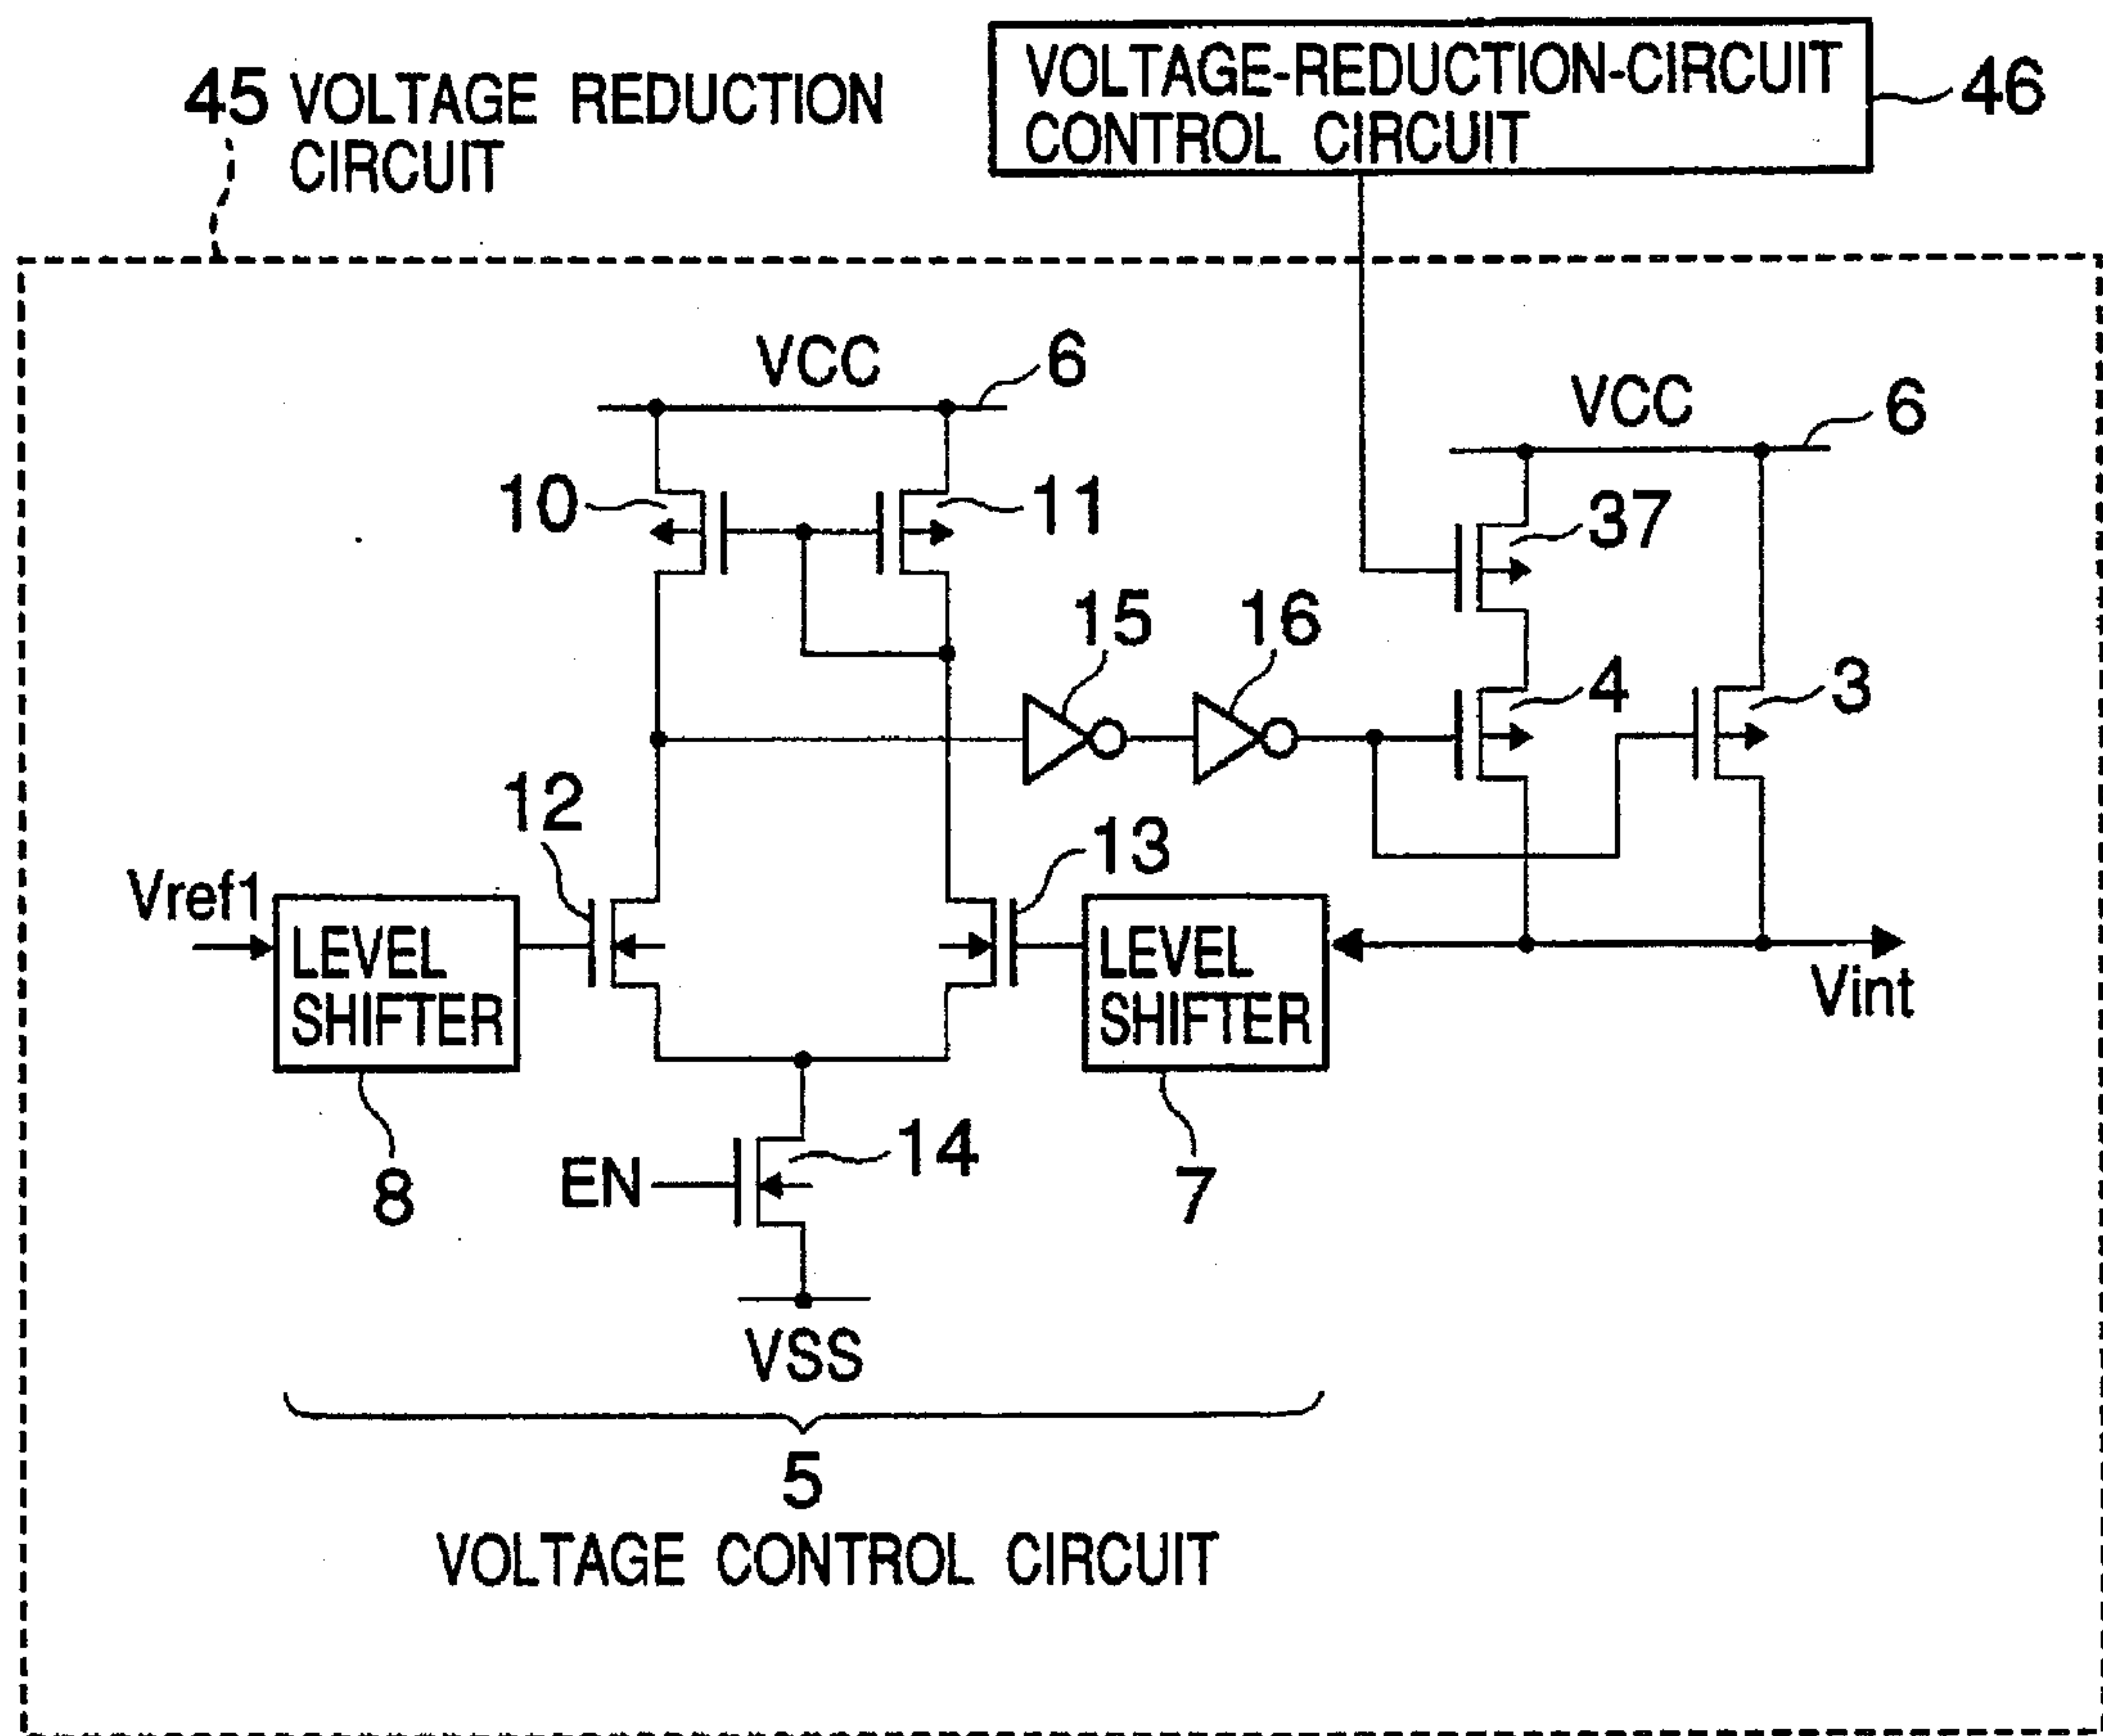 45 VOLTAGE REDUCTION
CIRCUIT
VOLTAGE-REDUCTION-CIRCUIT
CONTROL CIRCUIT
46
VCC
6
VCC
6
10
11
37
15
16
4
3
12
13
Vref1
LEVEL
SHIFTER
LEVEL
SHIFTER
Vint
8
EN
14
7
VSS
5
VOLTAGE CONTROL CIRCUIT